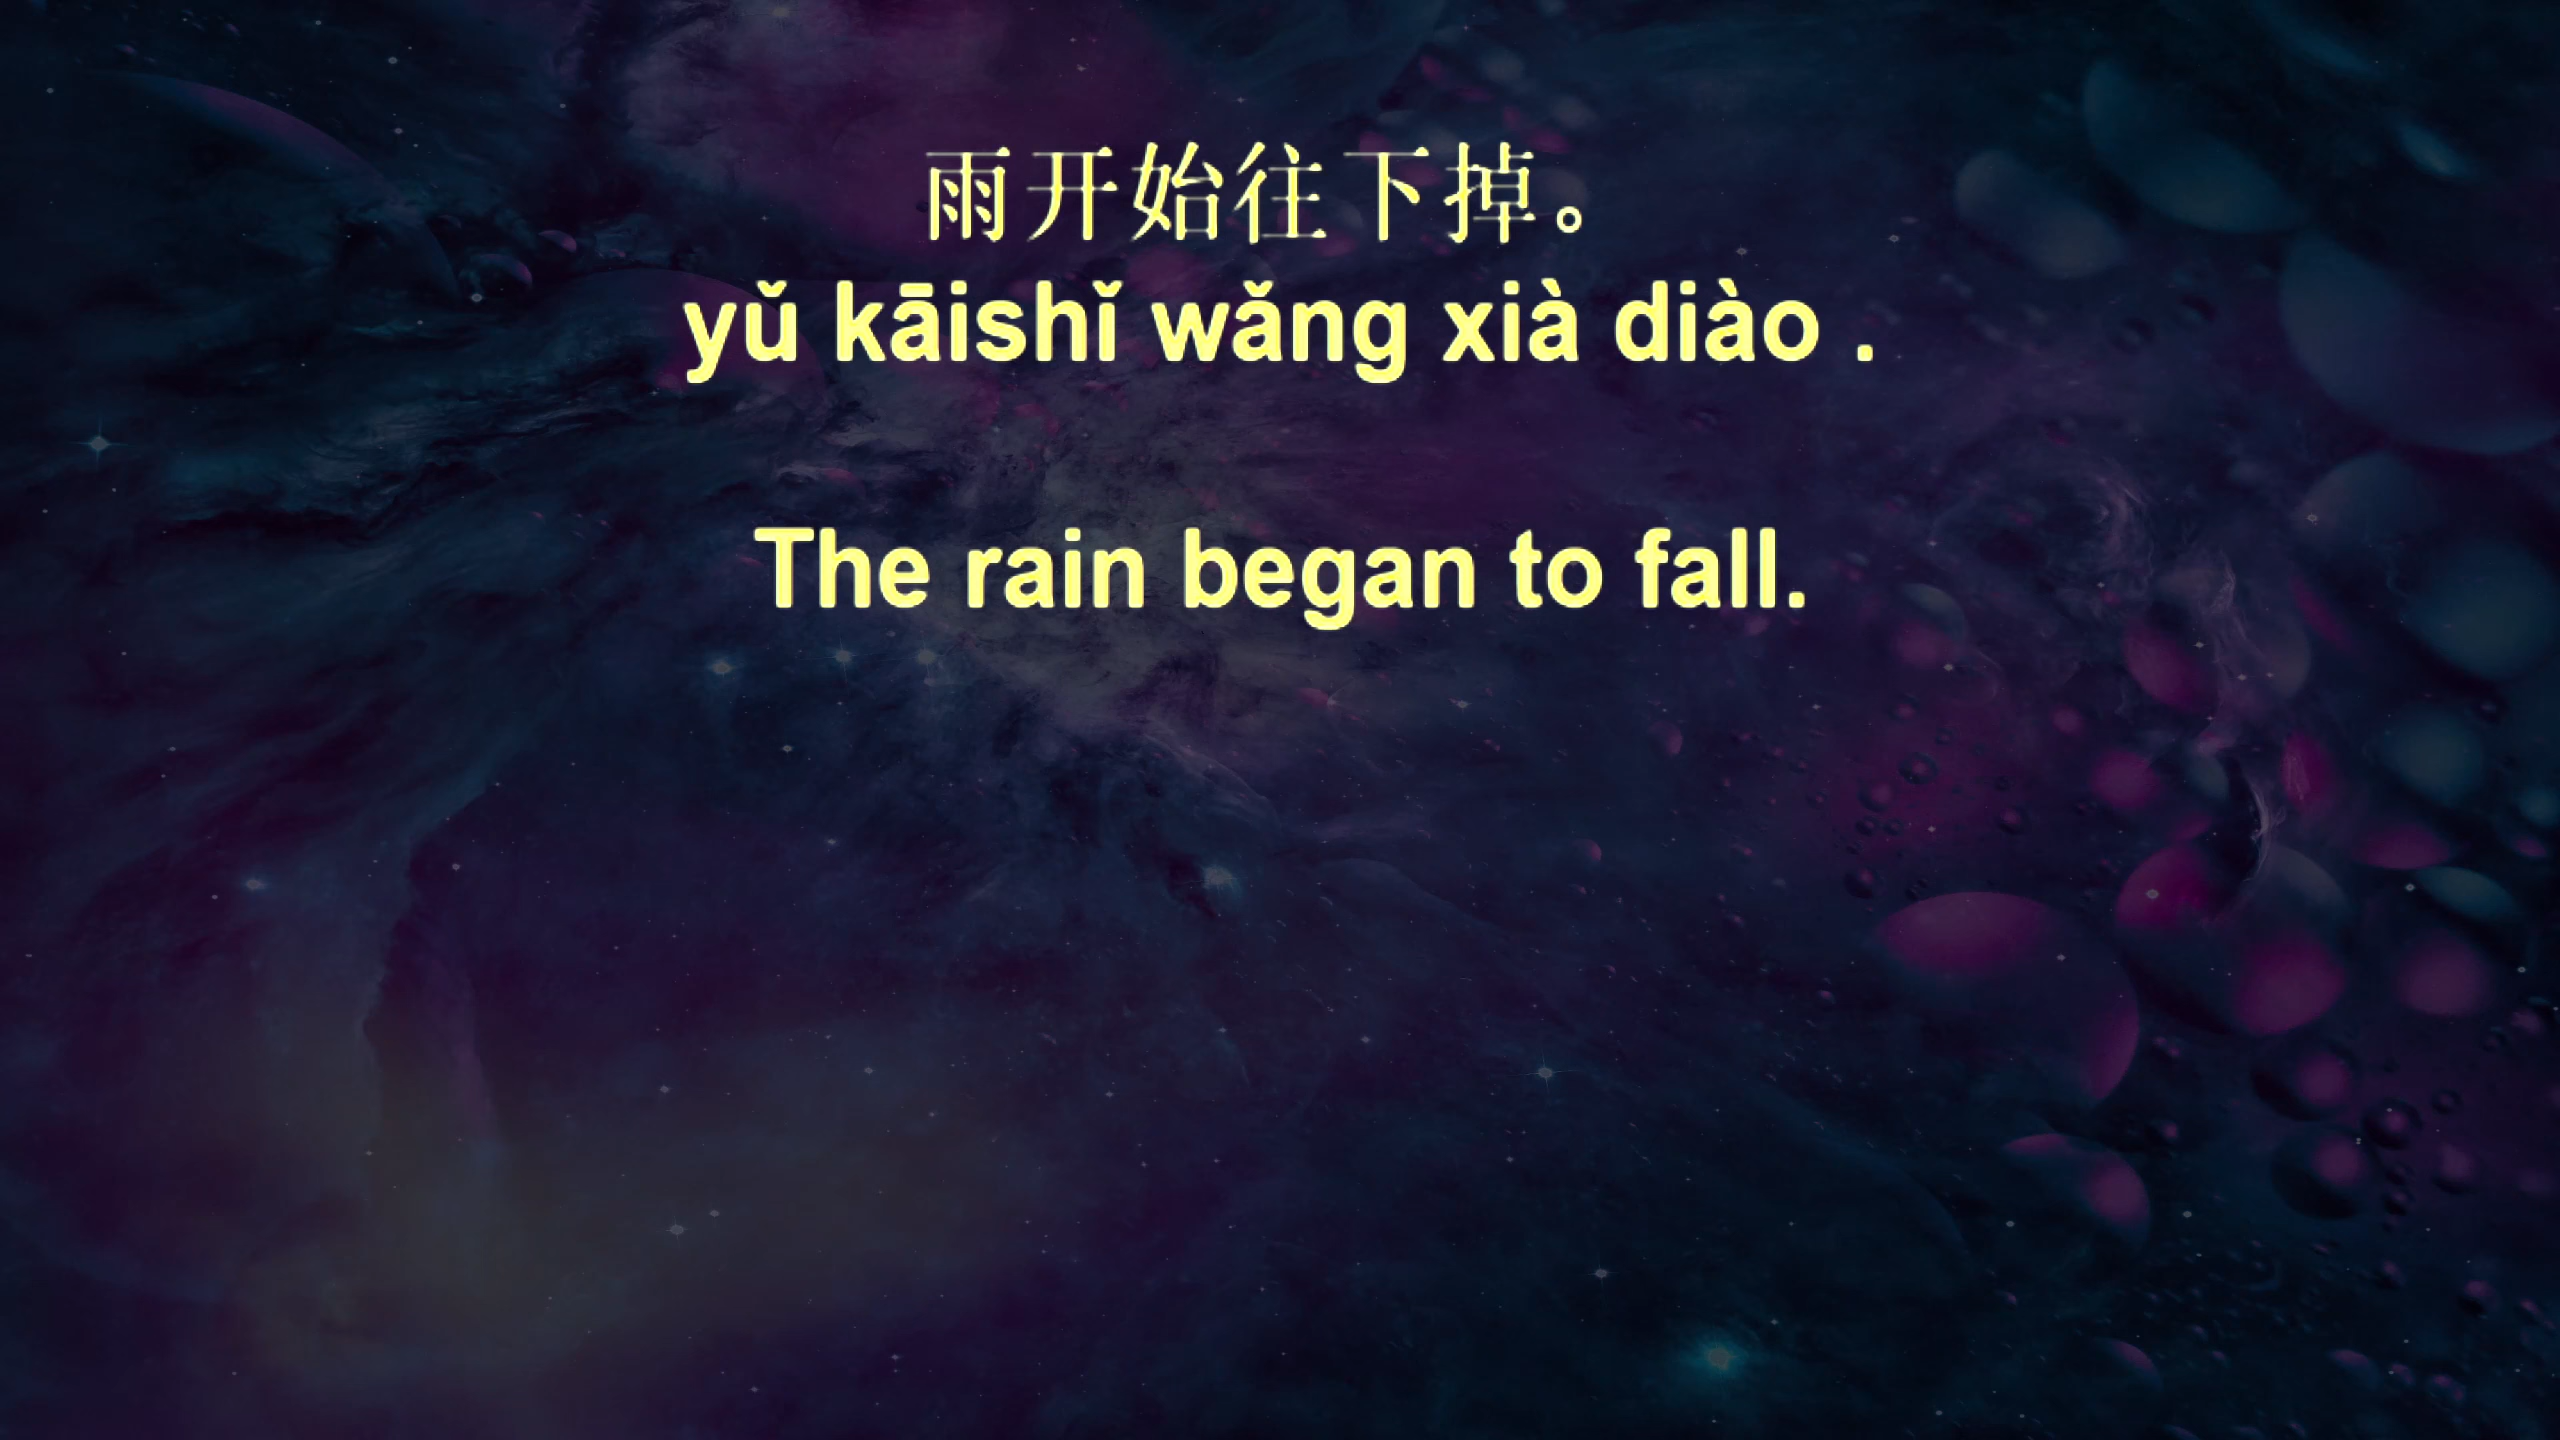 雨开始往下掉。
yǔ kāishǐ wǎng xià diào .
The rain began to fall.